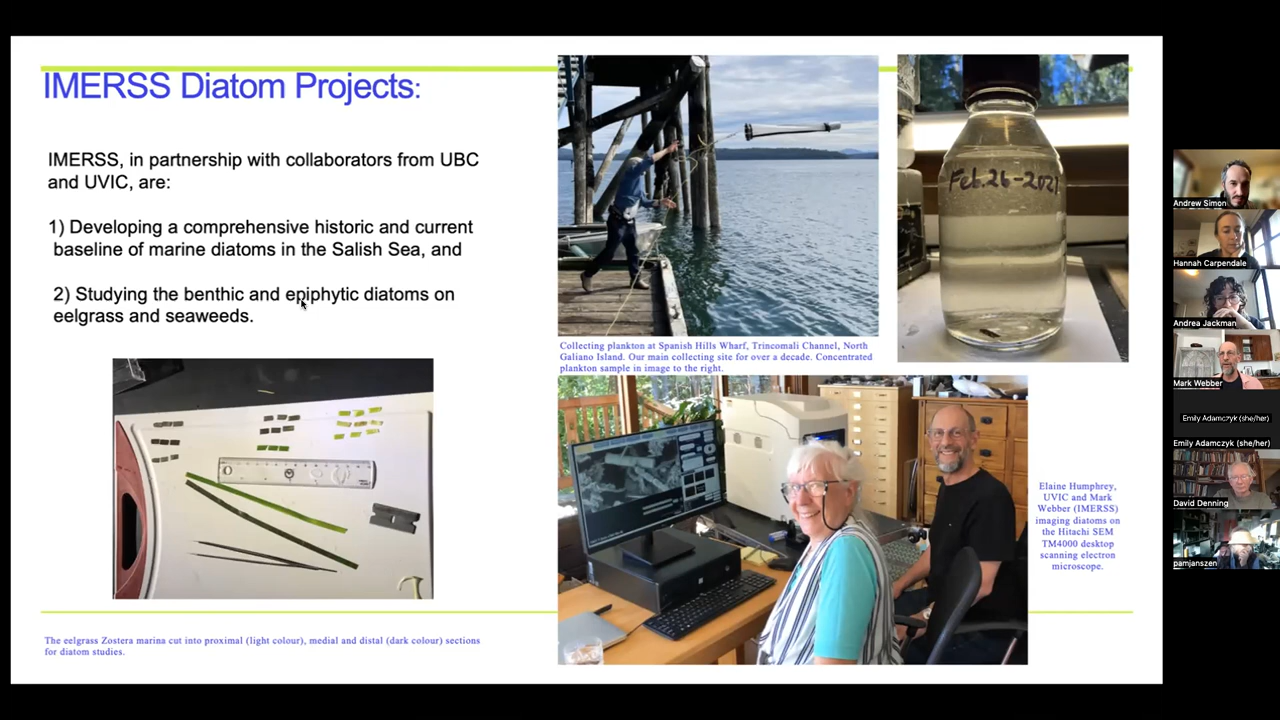 IMERSS Diatom Projects:
IMERSS, in partnership with collaborators from UBC
and UVIC, are:
1) Developing a comprehensive historic and current
baseline of marine diatoms in the Salish Sea, and
2) Studying the benthic and epiphytic diatoms on
eelgrass and seaweeds.
The eelgrass Zostera marina cut into proximal (light colour), medial and distal (dark colour) sections
for diatom studies.
Feb. 26-2021
Collecting plankton at Spanish Hills Wharf, Trincomali Channel, North
Galiano Island. Our main collecting site for over a decade. Concentrated
plankton sample in image to the right.
Elaine Humphrey,
UVIC and Mark
Webber (IMERSS)
imaging diatoms on
the Hitachi SEM
TM4000 desktop
scanning electron
microscope.
Andrew Simon
Hannah Carpendale
Andrea Jackman
Mark Webber
Emily Adamczyk (she/her)
Emily Adamczyk (she/her)
David Denning
pamjanszen